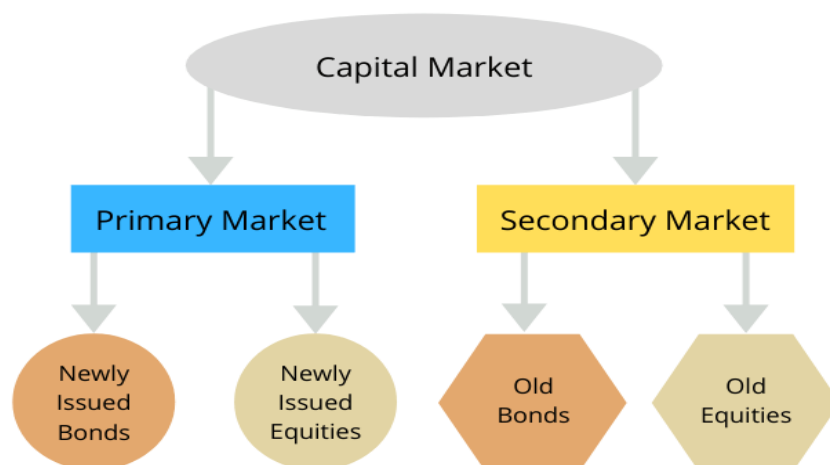 Capital Market
Primary Market
Secondary Market
Newly
Issued
Bonds
Newly
Issued
Equities
Old
Bonds
Old
Equities